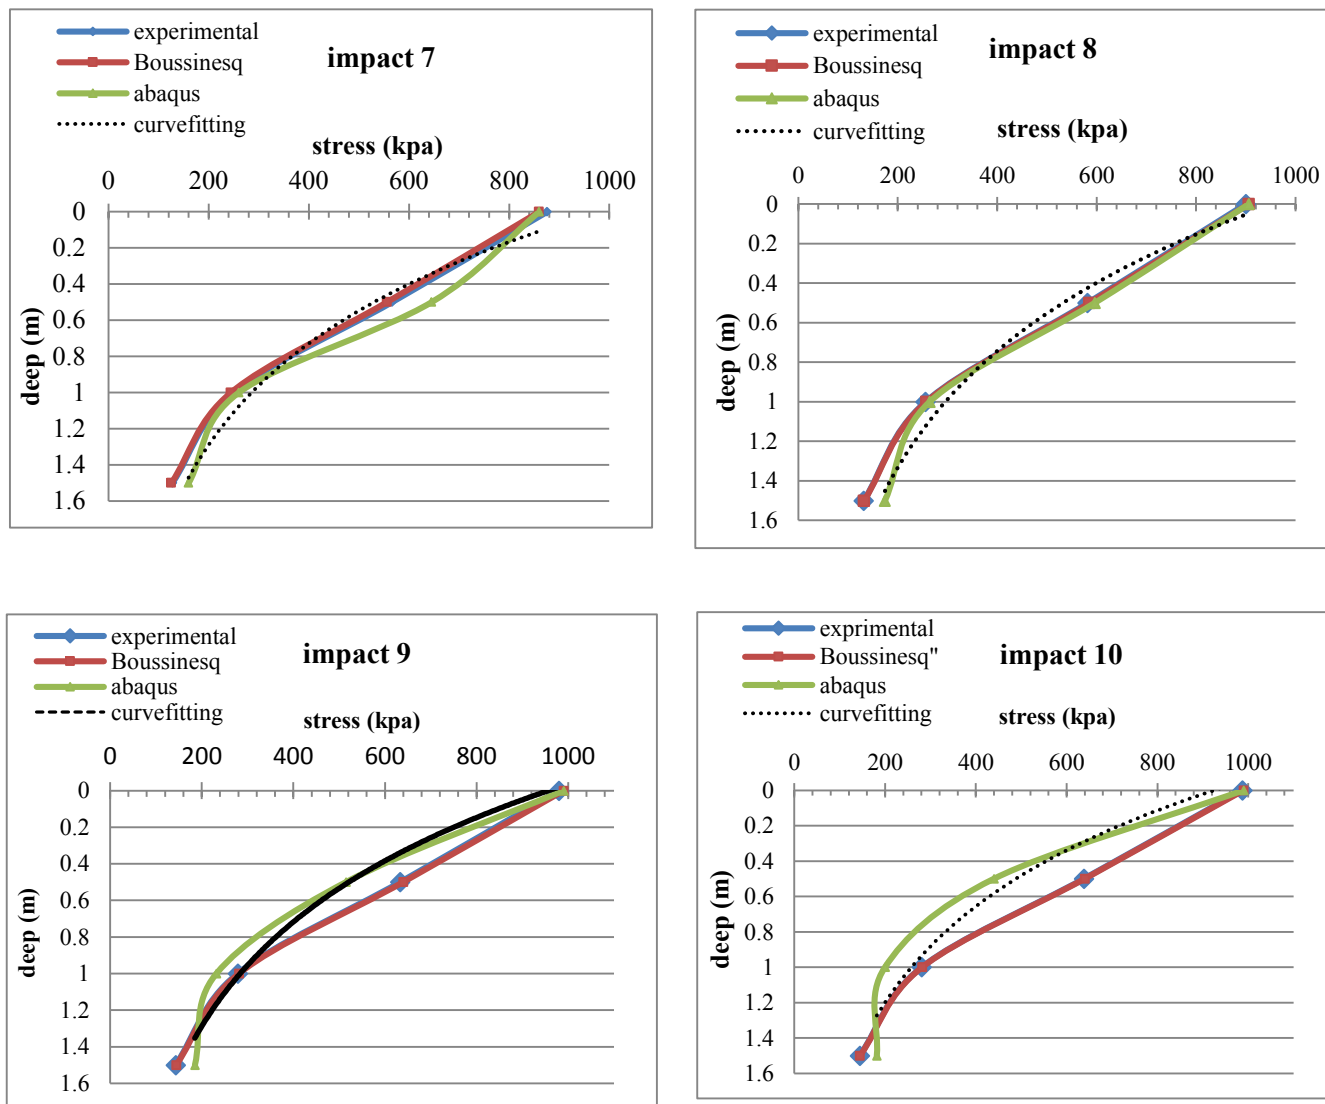 experimental
Boussinesq
abaqus
curvefitting
impact 7
stress (kpa)
0 200 400 600 800 1000
0
0.2
0.4
0.6
0.8
1
1.2
1.4
1.6
deep (m)
experimental
Boussinesq
abaqus
curvefitting
impact 8
stress (kpa)
0 200 400 600 800 1000
0
0.2
0.4
0.6
0.8
1
1.2
1.4
1.6
deep (m)
experimental
Boussinesq
abaqus
curvefitting
impact 9
stress (kpa)
0 200 400 600 800 1000
0
0.2
0.4
0.6
0.8
1
1.2
1.4
1.6
deep (m)
exprimental
Boussinesq"
abaqus
curvefitting
impact 10
stress (kpa)
0 200 400 600 800 1000
0
0.2
0.4
0.6
0.8
1
1.2
1.4
1.6
deep (m)